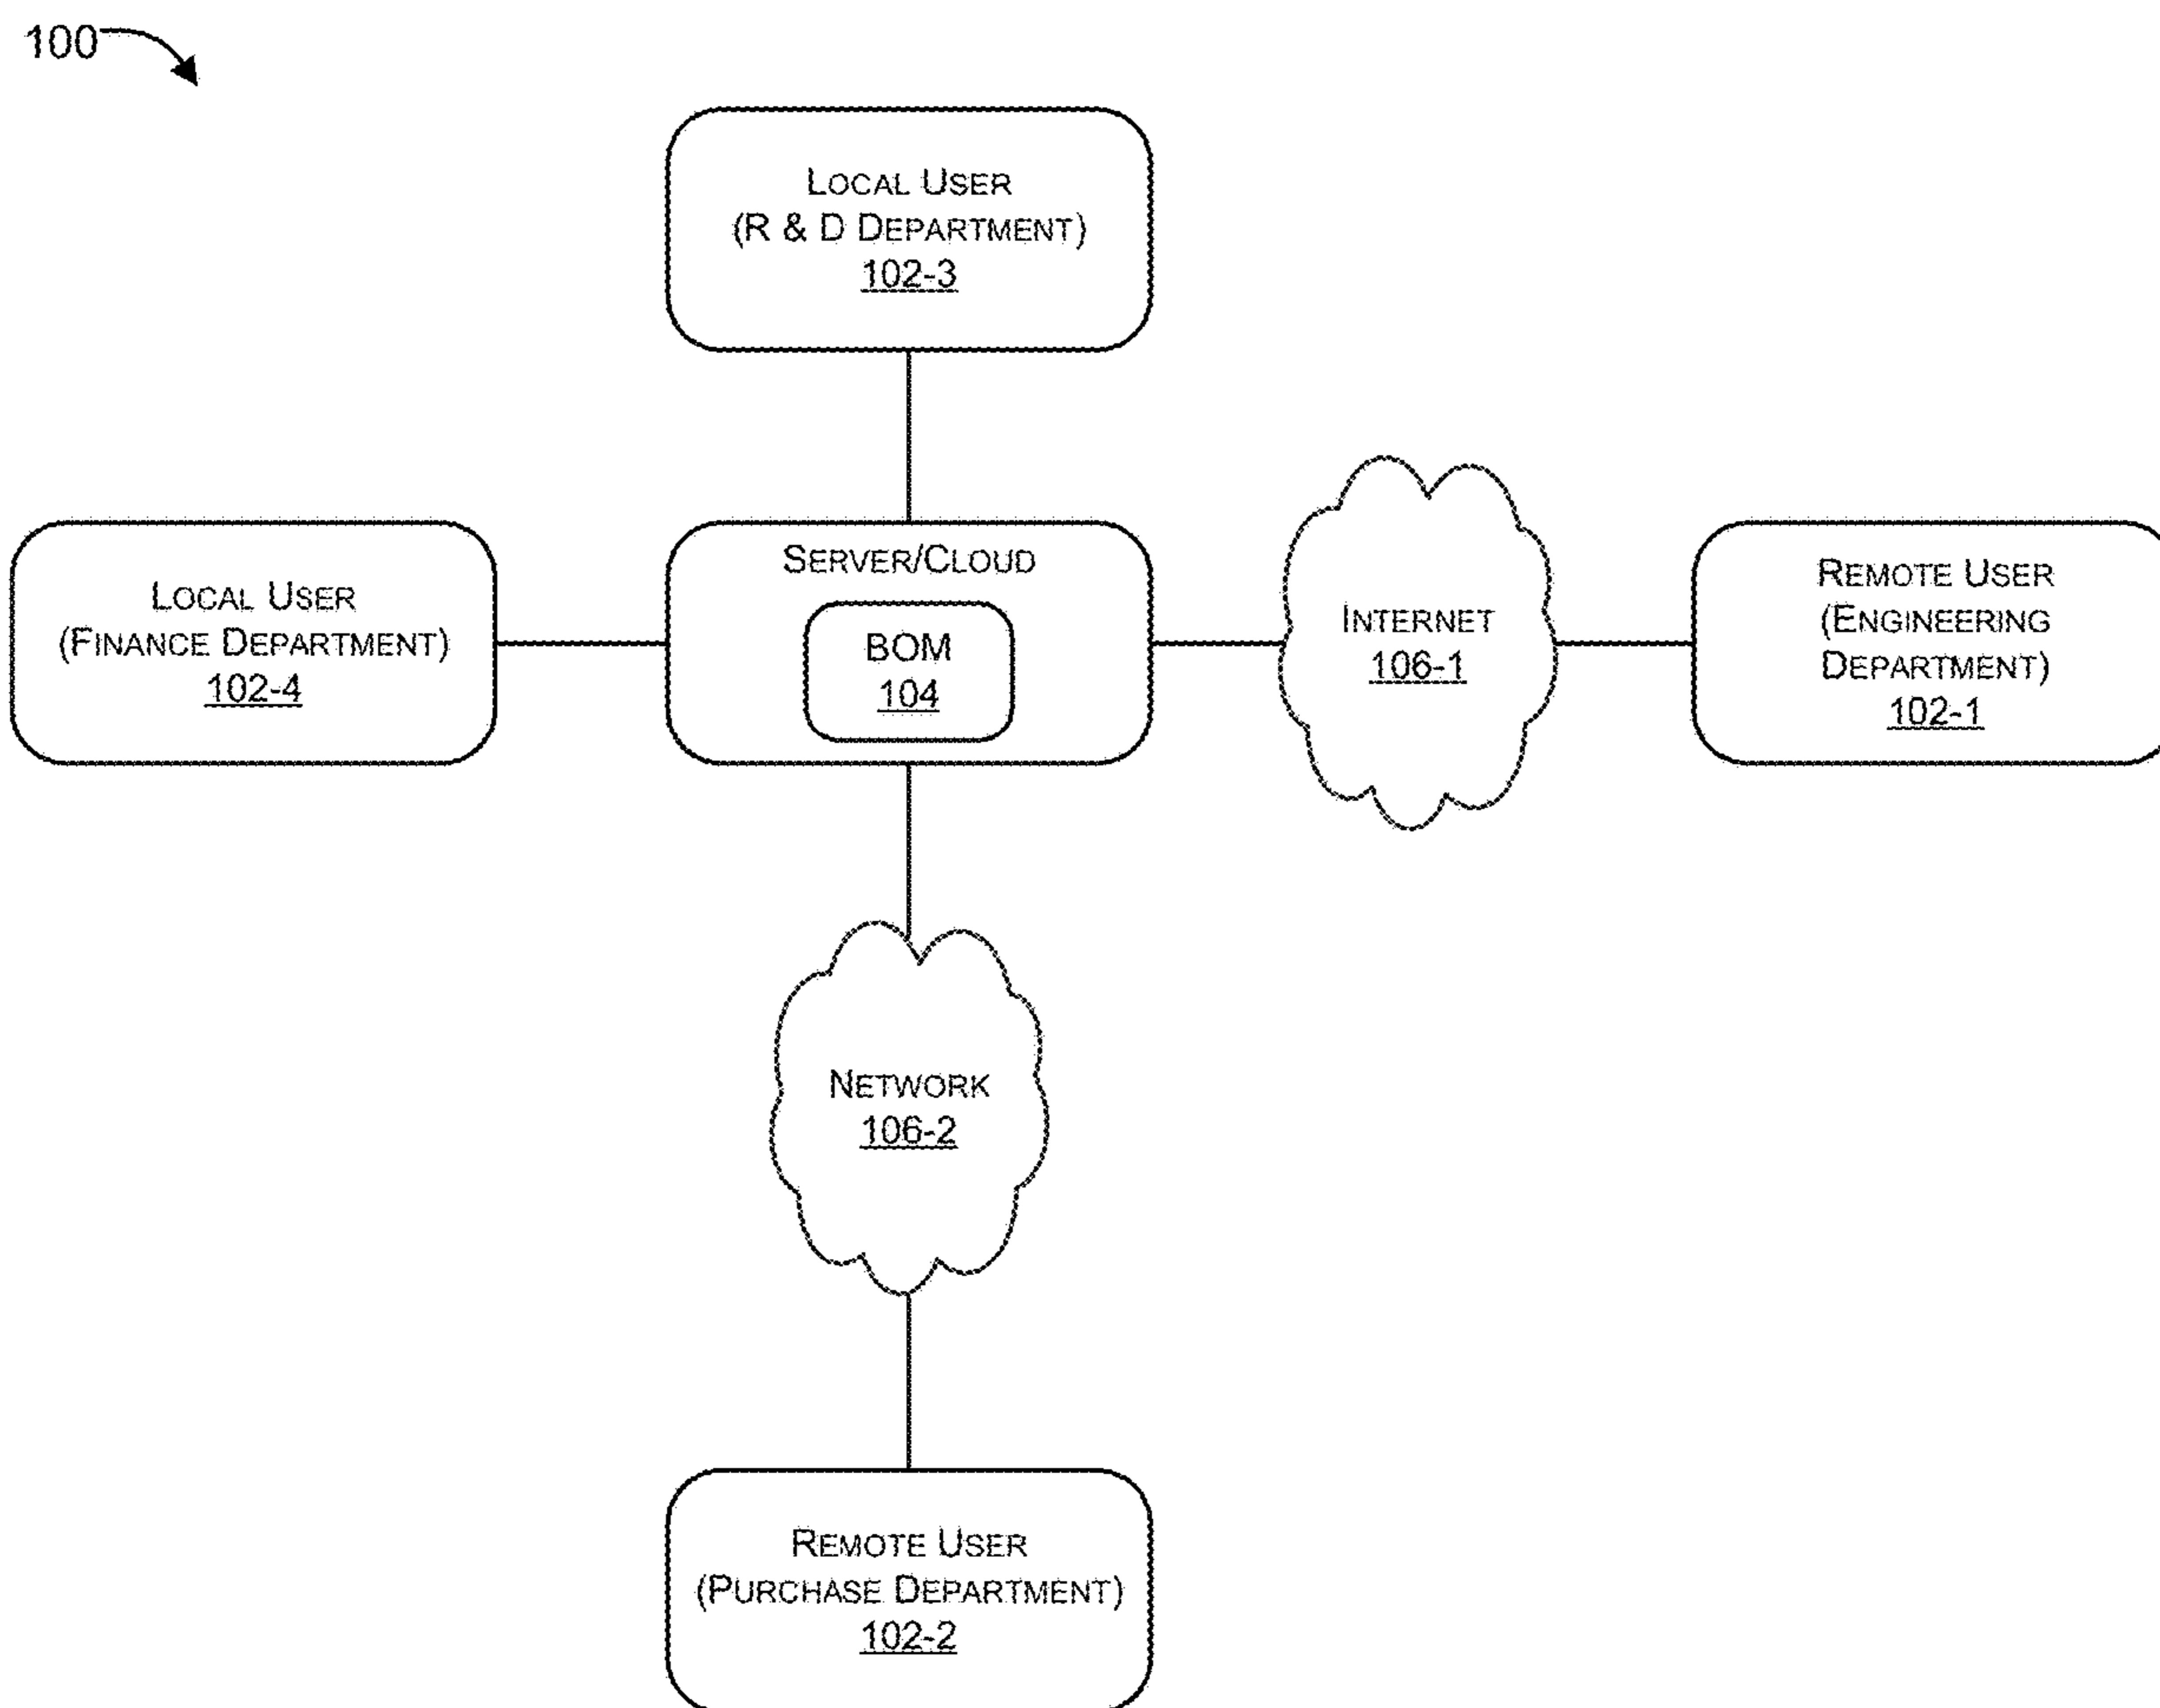 100
LOCAL USER
(R & D DEPARTMENT)
102-3
LOCAL USER
(FINANCE DEPARTMENT)
102-4
SERVER/CLOUD
BOM
104
INTERNET
106-1
REMOTE USER
(ENGINEERING
DEPARTMENT)
102-1
NETWORK
106-2
REMOTE USER
(PURCHASE DEPARTMENT)
102-2